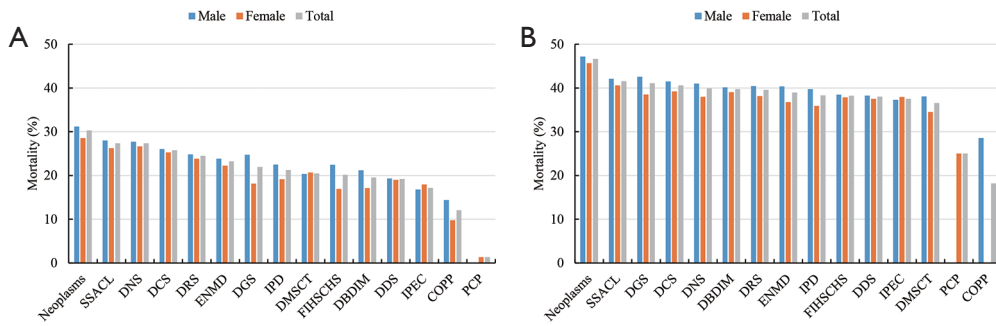 A
Male Female Total
Mortality (%)
50
40
30
20
10
0
Neoplasms
SSACL
DNS
DCS
DRS
ENMD
DGS
IPD
DMSCT
FIHSCHS
DBDIM
DDS
IPEC
COPP
PCP
B
Male Female Total
Mortality (%)
50
40
30
20
10
0
Neoplasms
SSACL
DGS
DCS
DNS
DBDIM
DRS
ENMD
IPD
FIHSCHS
DDS
IPEC
DMSCT
PCP
COPP